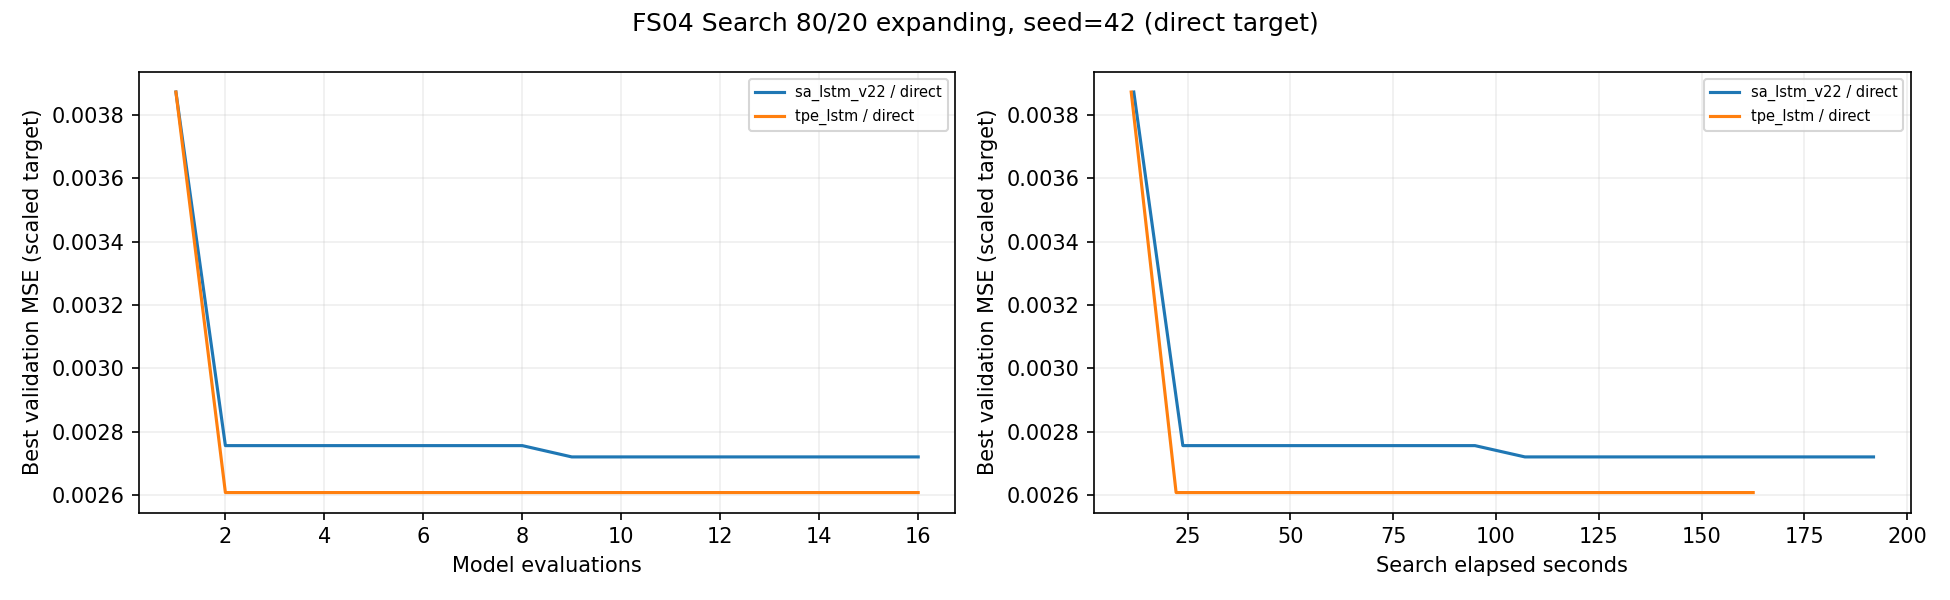 FS04 Search 80/20 expanding, seed=42 (direct target)
Best validation MSE (scaled target)
0.0038
0.0036
0.0034
0.0032
0.0030
0.0028
0.0026
sa_lstm_v22 / direct
tpe_lstm / direct
2 4 6 8 10 12 14 16
Model evaluations
Best validation MSE (scaled target)
0.0038
0.0036
0.0034
0.0032
0.0030
0.0028
0.0026
sa_lstm_v22 / direct
tpe_lstm / direct
25 50 75 100 125 150 175 200
Search elapsed seconds